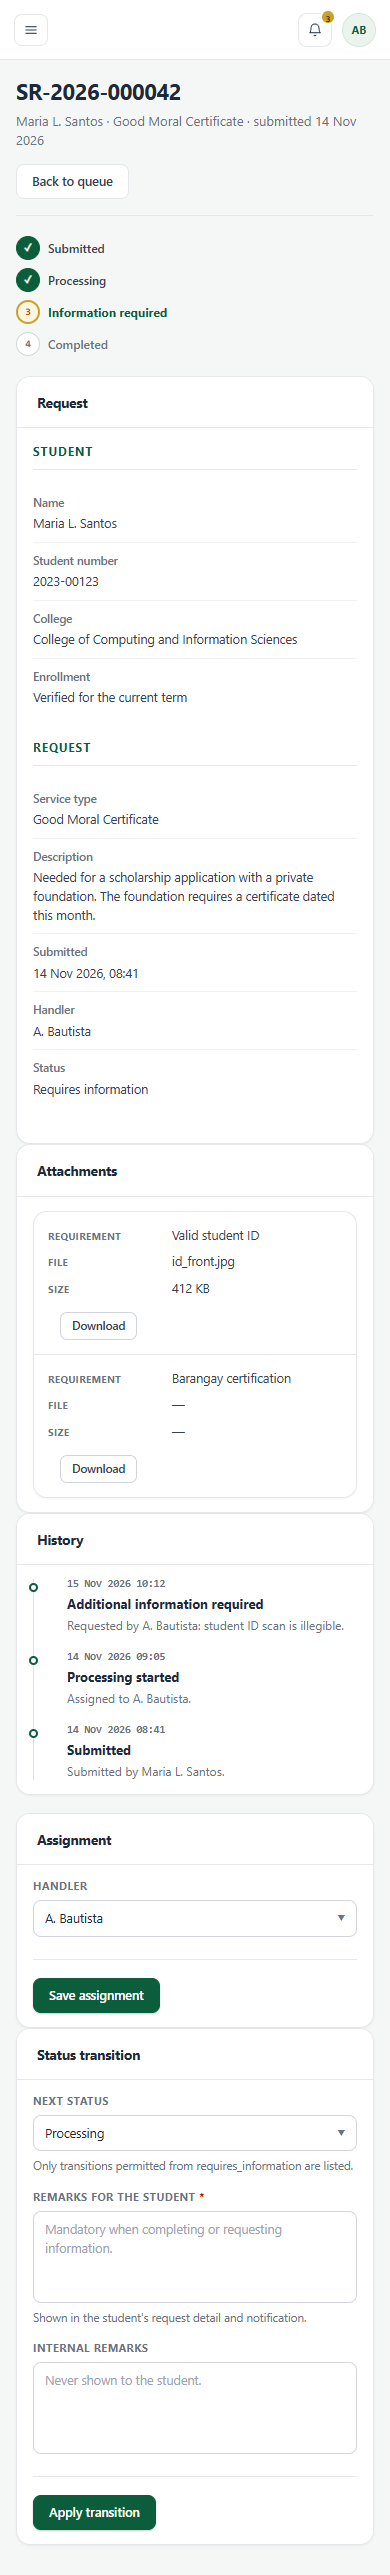 3
AB
SR-2026-000042
Maria L. Santos · Good Moral Certificate · submitted 14 Nov
2026
Back to queue
Submitted
Processing
3 Information required
4 Completed
Request
STUDENT
Name
Maria L. Santos
Student number
2023-00123
College
College of Computing and Information Sciences
Enrollment
Verified for the current term
REQUEST
Service type
Good Moral Certificate
Description
Needed for a scholarship application with a private
foundation. The foundation requires a certificate dated
this month.
Submitted
14 Nov 2026, 08:41
Handler
A. Bautista
Status
Requires information
Attachments
REQUIREMENT Valid student ID
FILE id_front.jpg
SIZE 412 KB
Download
REQUIREMENT Barangay certification
FILE —
SIZE —
Download
History
15 Nov 2026 10:12
Additional information required
Requested by A. Bautista: student ID scan is illegible.
14 Nov 2026 09:05
Processing started
Assigned to A. Bautista.
14 Nov 2026 08:41
Submitted
Submitted by Maria L. Santos.
Assignment
HANDLER
A. Bautista
Save assignment
Status transition
NEXT STATUS
Processing
Only transitions permitted from requires_information are listed.
REMARKS FOR THE STUDENT *
Mandatory when completing or requesting
information.
Shown in the student's request detail and notification.
INTERNAL REMARKS
Never shown to the student.
Apply transition